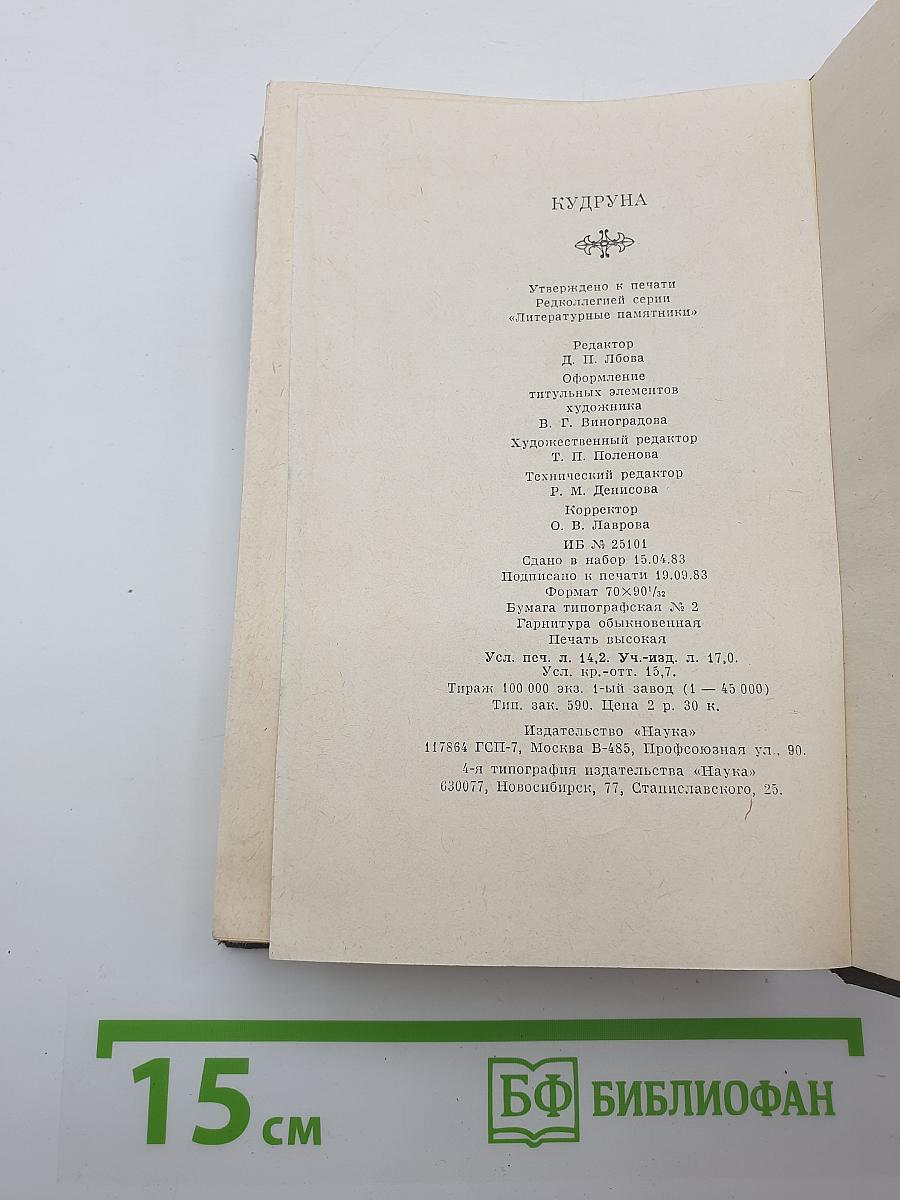 КУДРУНА
Утверждено к печати
Редколлегией серии
«Литературные памятники»
Редактор
Д. П. Лбова
Оформление
титульных элементов
художника
В. Г. Виноградова
Художественный редактор
Т. П. Поленова
Технический редактор
Р. М. Денисова
Корректор
О. В. Лаврова
ИБ № 25101
Сдано в набор 15.04.83
Подписано к печати 19.09.83
Формат 70×90¹/₃₂
Бумага типографская № 2
Гарнитура обыкновенная
Печать высокая
Усл. печ. л. 14,2. Уч.-изд. л. 17,0.
Усл. кр.-отт. 15,7.
Тираж 100 000 экз. 1-ый завод (1 — 45 000)
Тип. зак. 590. Цена 2 р. 30 к.
Издательство «Наука»
117864 ГСП-7, Москва В-485, Профсоюзная ул., 90.
4-я типография издательства «Наука»
630077, Новосибирск, 77, Станиславского, 25.
15 см
БФ БИБЛИОФАН